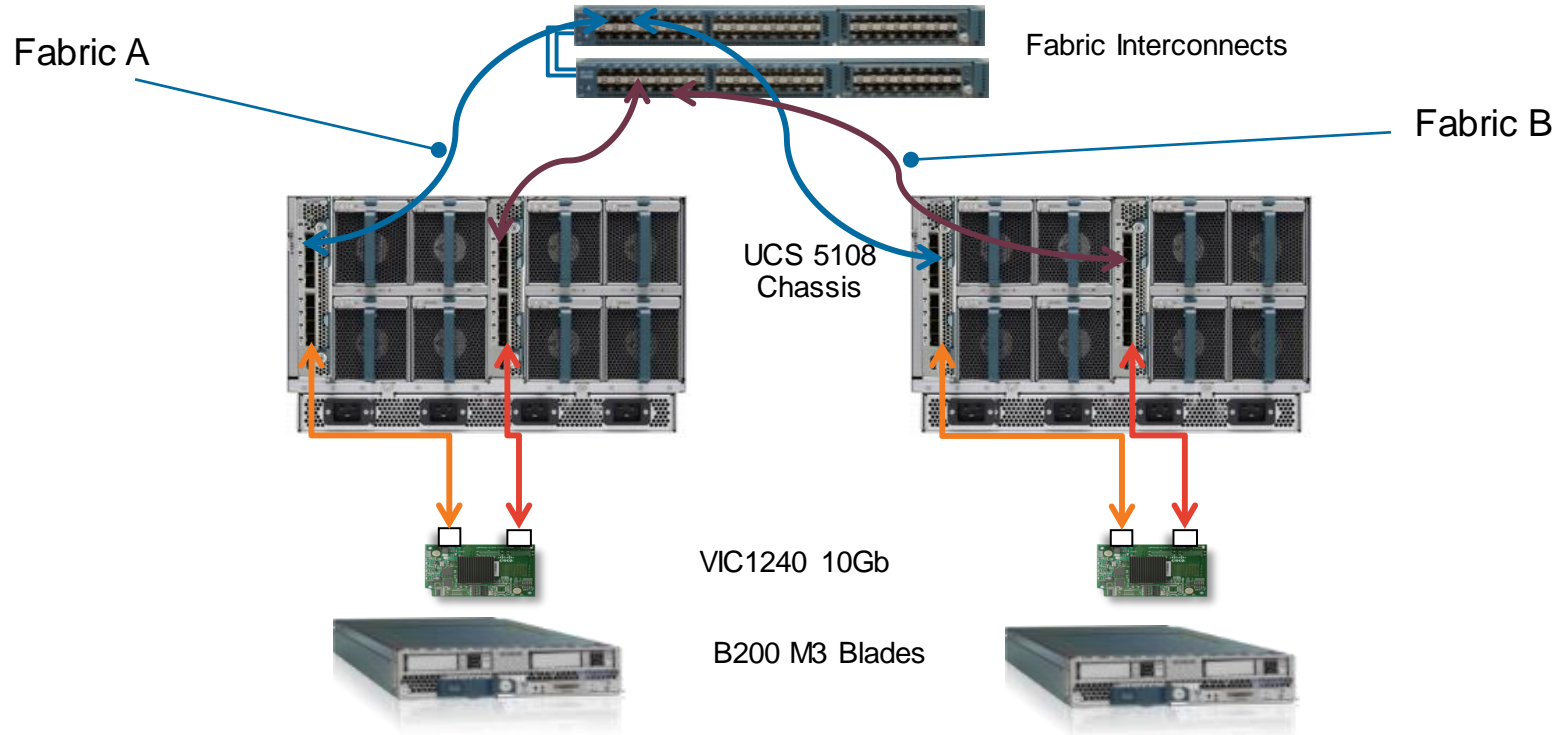 Fabric A
Fabric Interconnects
Fabric B
UCS 5108
Chassis
VIC1240 10Gb
B200 M3 Blades